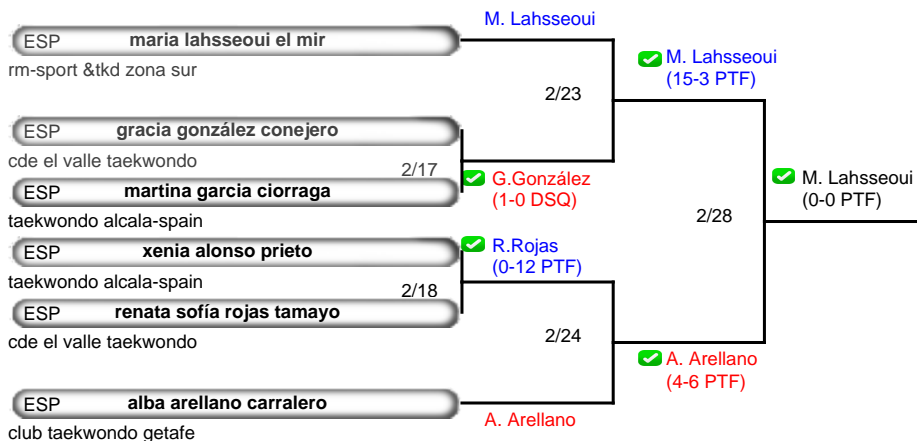 M. Lahsseoui
ESP maria lahsseoui el mir
rm-sport &tkd zona sur
M. Lahsseoui
(15-3 PTF)
2/23
ESP gracia gonzález conejero
cde el valle taekwondo
2/17
G.González
(1-0 DSQ)
ESP martina garcia ciorraga
taekwondo alcala-spain
M. Lahsseoui
(0-0 PTF)
2/28
ESP xenia alonso prieto
taekwondo alcala-spain
R.Rojas
(0-12 PTF)
2/18
ESP renata sofía rojas tamayo
cde el valle taekwondo
2/24
A. Arellano
(4-6 PTF)
ESP alba arellano carralero
club taekwondo getafe
A. Arellano